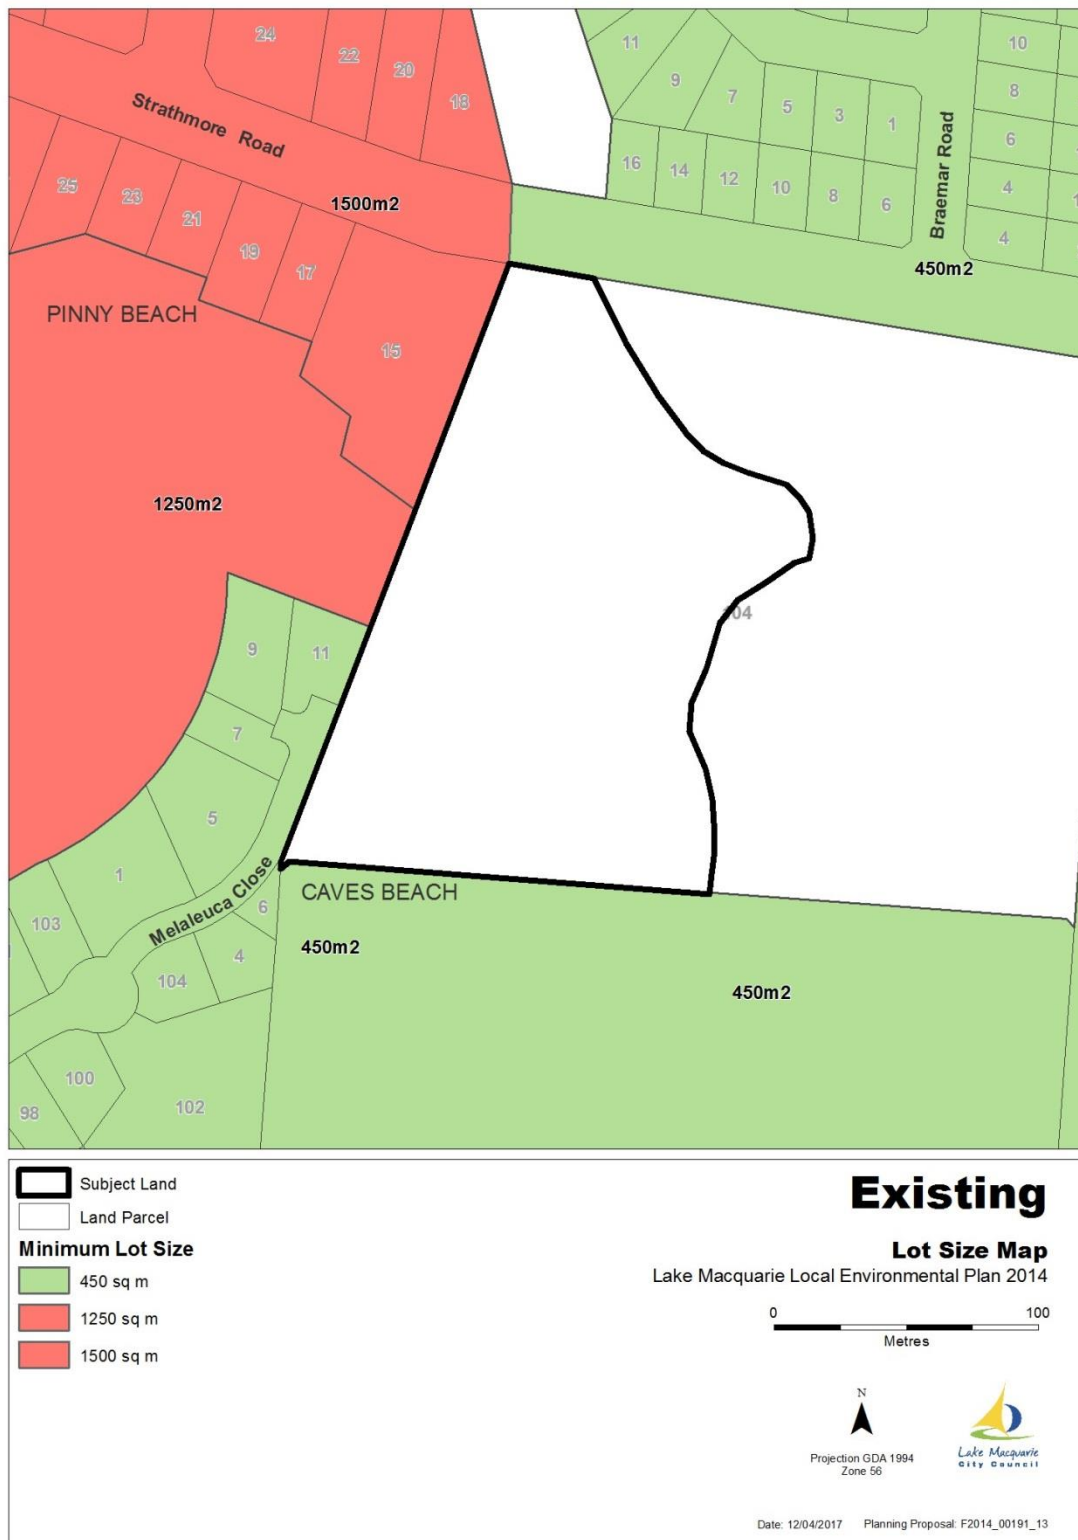 24
22
20
18
11
9
7
5
3
1
10
8
6
4
4
Strathmore Road
16
14
12
10
8
6
Braemar Road
25
23
21
19
17
1500m2
450m2
PINNY BEACH
15
1250m2
104
9
11
7
5
1
103
Melaleuca Close
6
CAVES BEACH
4
104
450m2
450m2
100
98
102
Subject Land
Land Parcel
Minimum Lot Size
450 sq m
1250 sq m
1500 sq m
Existing
Lot Size Map
Lake Macquarie Local Environmental Plan 2014
0 100
Metres
N
Projection GDA 1994
Zone 56
Lake Macquarie
City Council
Date: 12/04/2017 Planning Proposal: F2014_00191_13